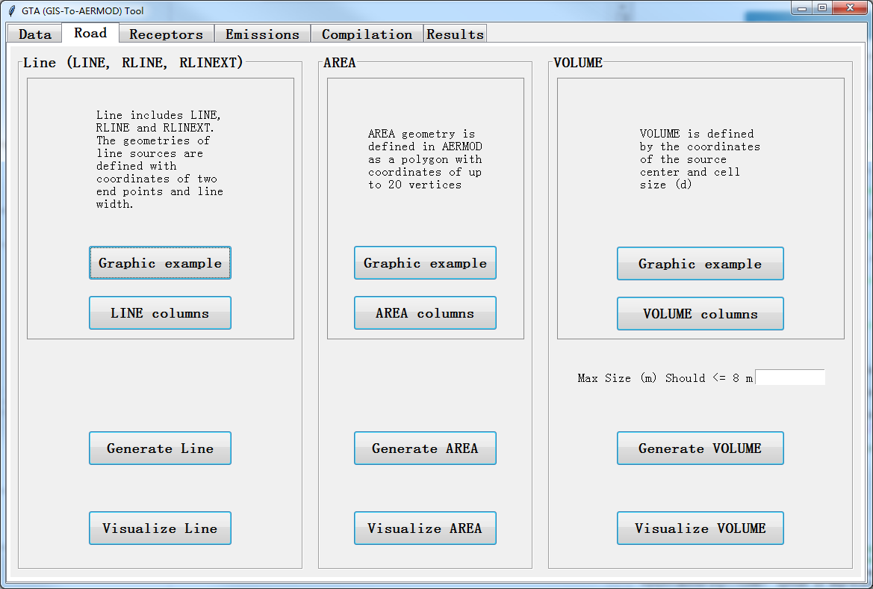 GTA (GIS-To-AERMOD) Tool
Data Road Receptors Emissions Compilation Results
Line (LINE, RLINE, RLINEXT)
Line includes LINE,
RLINE and RLINEXT.
The geometries of
line sources are
defined with
coordinates of two
end points and line
width.
Graphic example
LINE columns
Generate Line
Visualize Line
AREA
AREA geometry is
defined in AERMOD
as a polygon with
coordinates of up
to 20 vertices
Graphic example
AREA columns
Generate AREA
Visualize AREA
VOLUME
VOLUME is defined
by the coordinates
of the source
center and cell
size (d)
Graphic example
VOLUME columns
Max Size (m) Should <= 8 m
Generate VOLUME
Visualize VOLUME